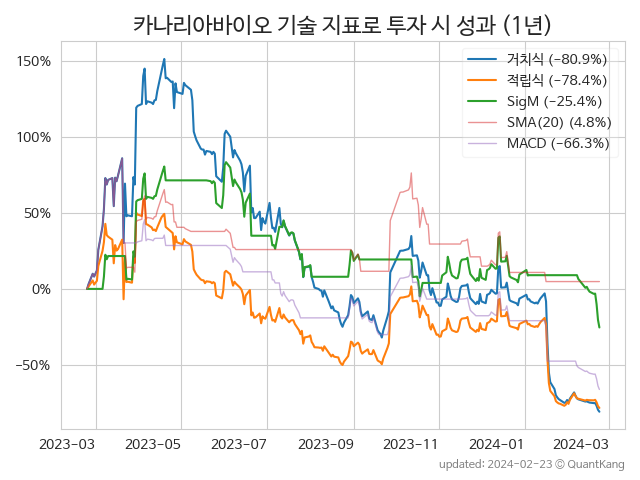 카나리아바이오 기술 지표로 투자 시 성과 (1년)
거치식 (−80.9%)
적립식 (−78.4%)
SigM (−25.4%)
SMA(20) (4.8%)
MACD (−66.3%)
150%
100%
50%
0%
−50%
2023-03 2023-05 2023-07 2023-09 2023-11 2024-01 2024-03
updated: 2024-02-23 © QuantKang